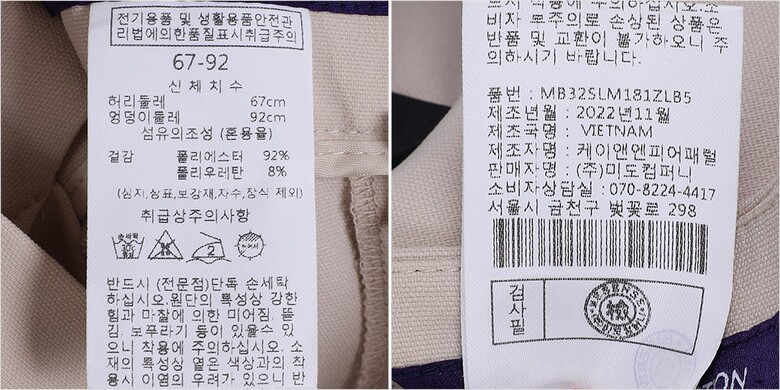 전기용품 및 생활용품안전관
리법에의한품질표시취급주의
67-92
신체치수
허리둘레 67cm
엉덩이둘레 92cm
섬유의조성 (혼용율)
겉감 폴리에스터 92%
폴리우레탄 8%
(심지,상표,보강재,자수,장식 제외)
취급상주의사항
반드시 (전문점)단독 손세탁
하십시오.원단의 특성상 강한
힘과 마찰에 의한 미어짐, 뜯
김, 보푸라기 등이 있을수 있
으니 착용에 주의하십시오. 소
재의 특성상 옅은 색상과의 착
용시 이염의 우려가 있으니 반
비자 부주의로 손상된 상품은
반품 및 교환이 불가하오니 주
의하시기 바랍니다.
품번 : MB32SLM181ZLB5
제조년월 : 2022년11월
제조국명 : VIETNAM
제조자명 : 케이앤엔피어패럴
판매자명 : (주)미도컴퍼니
소비자상담실 : 070-8224-4417
서울시 금천구 벚꽃로 298
검사필
ON